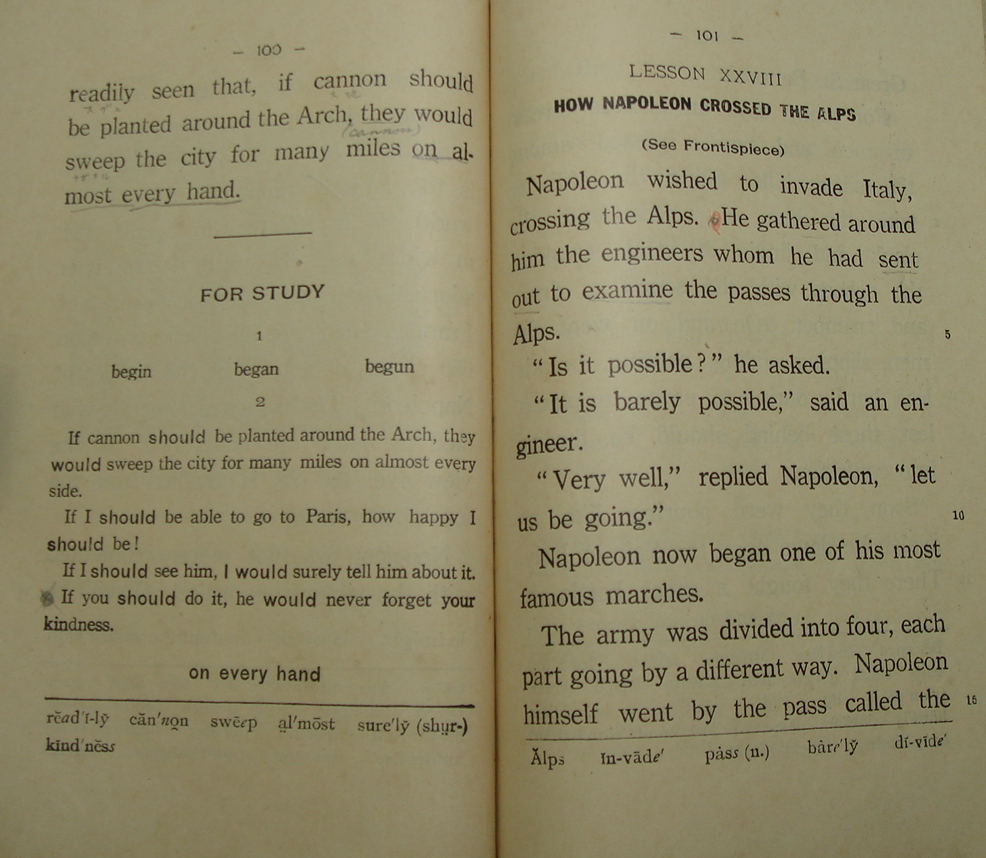 – 100 –
readily seen that, if cannon should
be planted around the Arch, they would
(cannon)
sweep the city for many miles on al-
most every hand.
FOR STUDY
1
begin began begun
2
If cannon should be planted around the Arch, they
would sweep the city for many miles on almost every
side.
If I should be able to go to Paris, how happy I
should be!
If I should see him, I would surely tell him about it.
If you should do it, he would never forget your
kindness.
on every hand
rĕad′ĭ-lў căn′no̤n swēep a̤l′mōst sure′lў (shu̥r-)
kīnd′nĕss
– 101 –
LESSON XXVIII
HOW NAPOLEON CROSSED THE ALPS
(See Frontispiece)
Napoleon wished to invade Italy,
crossing the Alps. He gathered around
him the engineers whom he had sent
out to examine the passes through the
Alps. 5
"Is it possible?" he asked.
"It is barely possible," said an en-
gineer.
"Very well," replied Napoleon, "let
us be going." 10
Napoleon now began one of his most
famous marches.
The army was divided into four, each
part going by a different way. Napoleon
himself went by the pass called the 15
Ălps ĭn-vāde′ pȧss (n.) bâre′lў dĭ-vīde′